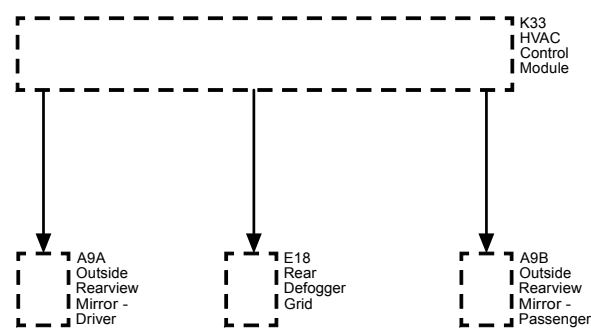 K33
HVAC
Control
Module
A9A
Outside
Rearview
Mirror -
Driver
E18
Rear
Defogger
Grid
A9B
Outside
Rearview
Mirror -
Passenger